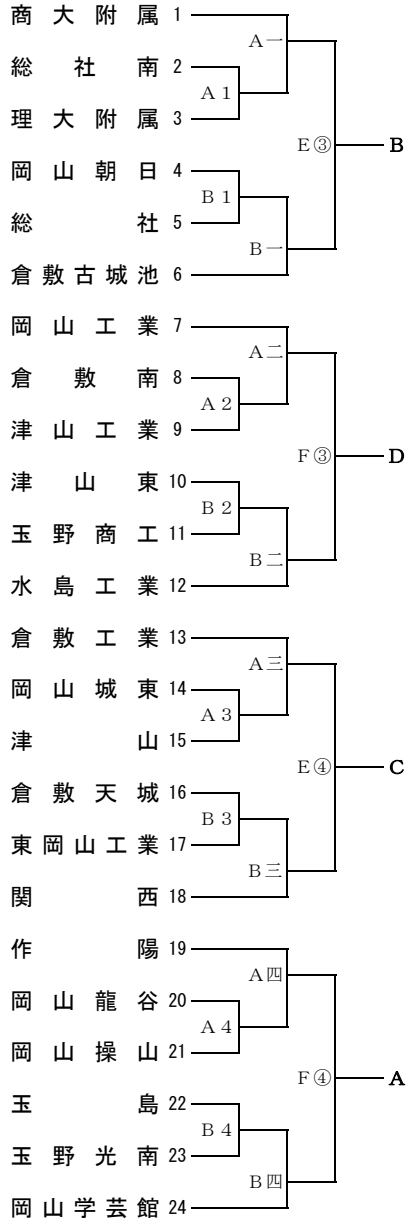 商大附属 1
A一
総社南 2
A1
理大附属 3
E③ B
岡山朝日 4
B1
総社 5
B一
倉敷古城池 6
岡山工業 7
A二
倉敷南 8
A2
津山工業 9
F③ D
津山東 10
B2
玉野商工 11
B二
水島工業 12
倉敷工業 13
A三
岡山城東 14
A3
津山 15
E④ C
倉敷天城 16
B3
東岡山工業 17
B三
関西 18
作陽 19
A四
岡山龍谷 20
A4
岡山操山 21
F④ A
玉島 22
B4
玉野光南 23
B四
岡山学芸館 24